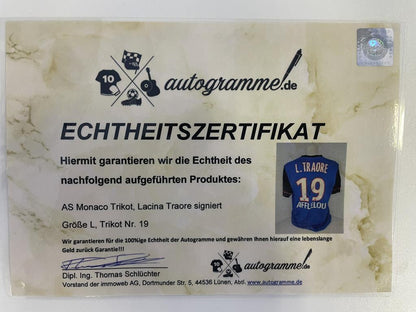 10
autogramme.de
ECHTHEITSZERTIFIKAT
Hiermit garantieren wir die Echtheit des
nachfolgend aufgeführten Produktes:
AS Monaco Trikot, Lacina Traore signiert
Größe L, Trikot Nr. 19
L. TRAORE
19
AFFLELOU
Wir garantieren für die 100%ige Echtheit der Autogramme und gewähren Ihnen hierauf eine lebenslange
Geld zurück Garantie!!!
Dipl. Ing. Thomas Schlüchter
Vorstand der immoweb AG, Dortmunder Str. 5, 44536 Lünen, Abtl. www.autogramme.de
autogramme.de